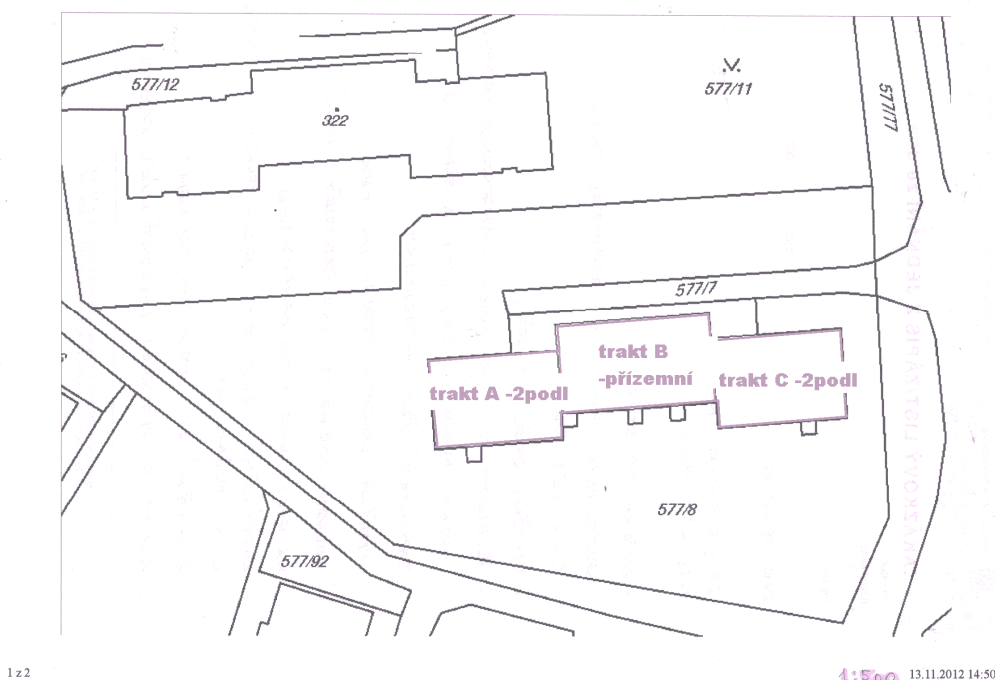 577/12
322
577/11
577/77
577/7
trakt B
-přízemní
trakt A -2podl
trakt C -2podl
577/8
577/92
1 z 2
1:500
13.11.2012 14:50